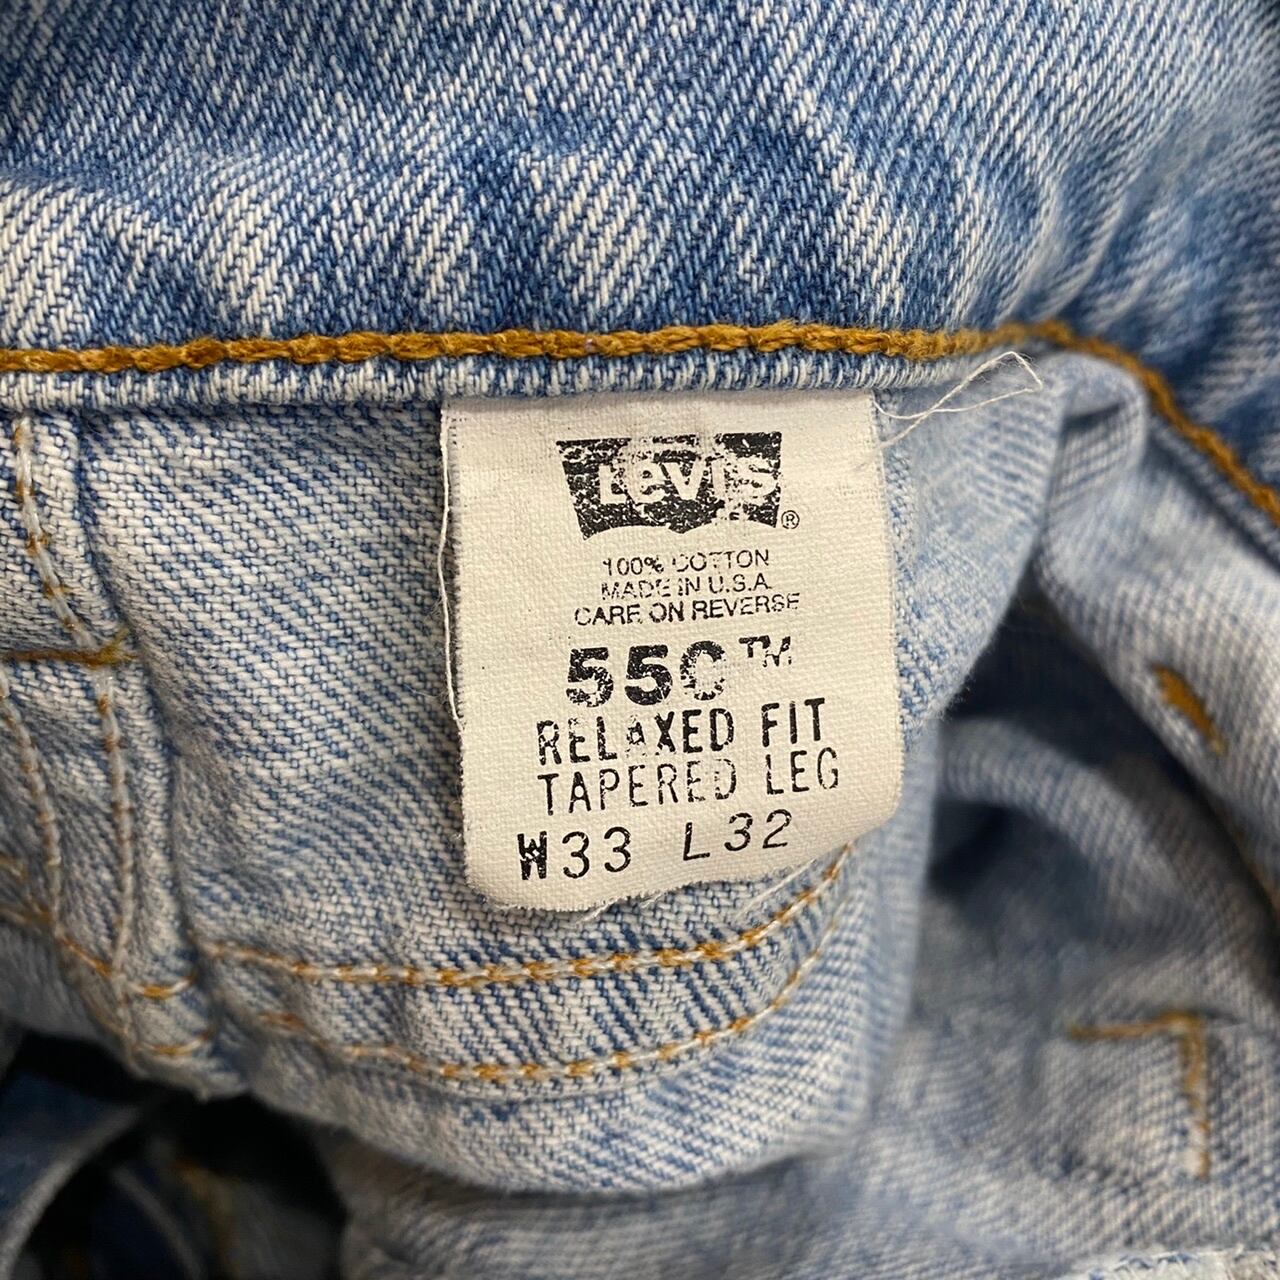 Levi's ®
100% COTTON
MADE IN U.S.A.
CARE ON REVERSE
550™
RELAXED FIT
TAPERED LEG
W33 L32